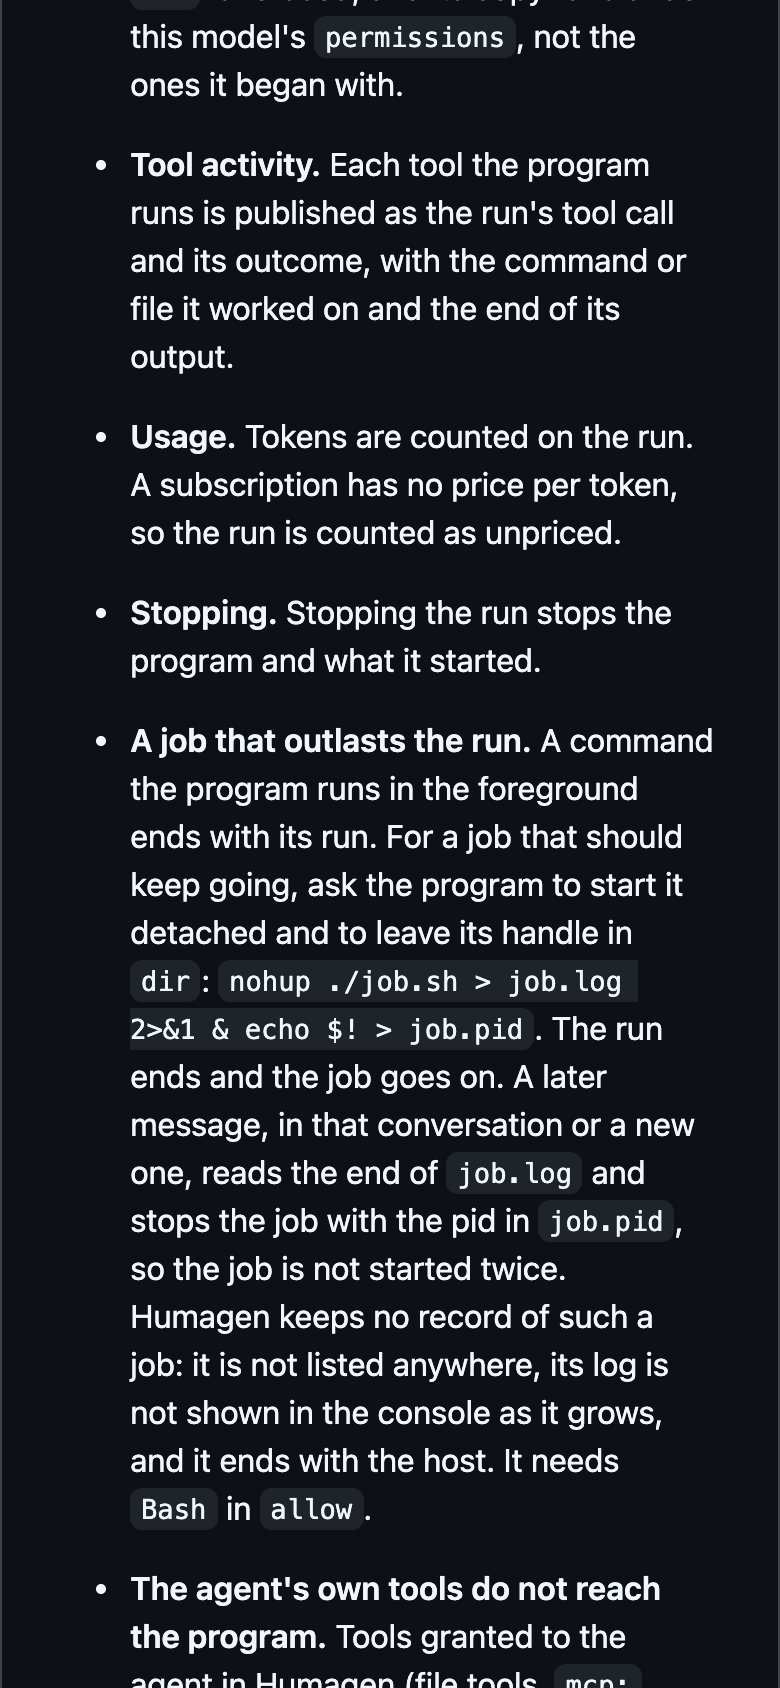 this model's permissions, not the
ones it began with.
• Tool activity. Each tool the program
runs is published as the run's tool call
and its outcome, with the command or
file it worked on and the end of its
output.
• Usage. Tokens are counted on the run.
A subscription has no price per token,
so the run is counted as unpriced.
• Stopping. Stopping the run stops the
program and what it started.
• A job that outlasts the run. A command
the program runs in the foreground
ends with its run. For a job that should
keep going, ask the program to start it
detached and to leave its handle in
dir: nohup ./job.sh > job.log
2>&1 & echo $! > job.pid. The run
ends and the job goes on. A later
message, in that conversation or a new
one, reads the end of job.log and
stops the job with the pid in job.pid,
so the job is not started twice.
Humagen keeps no record of such a
job: it is not listed anywhere, its log is
not shown in the console as it grows,
and it ends with the host. It needs
Bash in allow.
• The agent's own tools do not reach
the program. Tools granted to the
agent in Humagen (file tools, mcp: